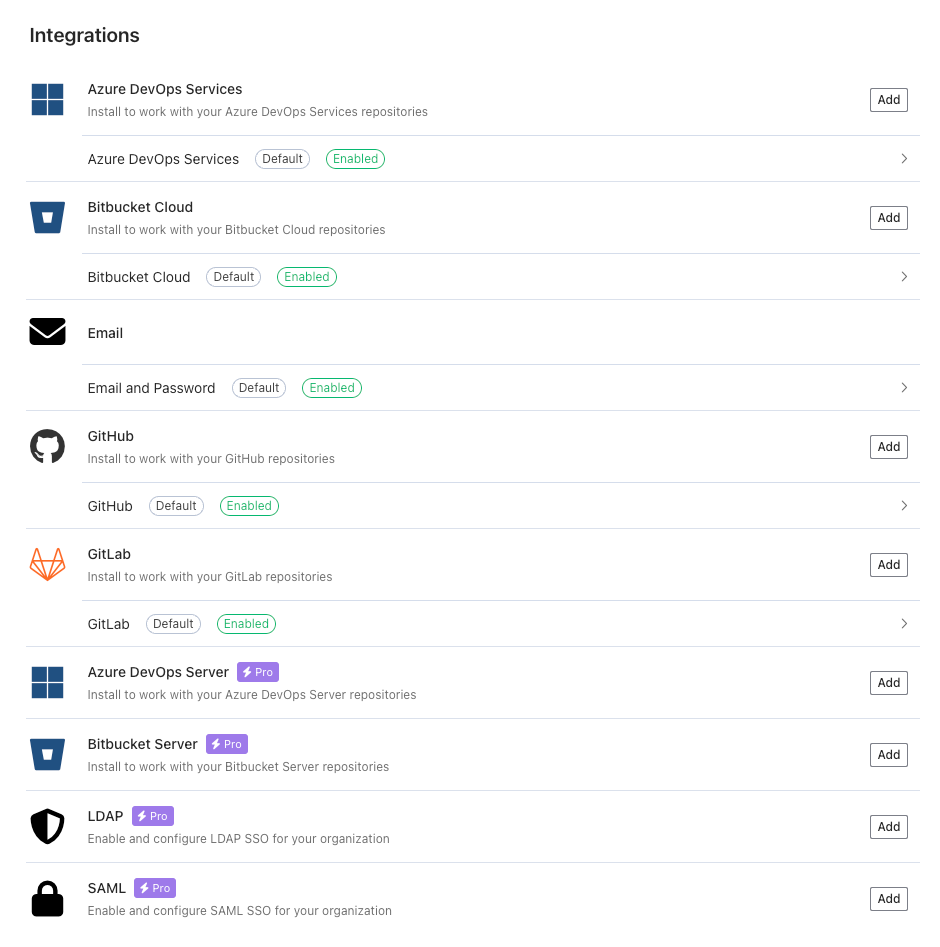 Integrations
Azure DevOps Services
Install to work with your Azure DevOps Services repositories
Add
Azure DevOps Services Default Enabled
Bitbucket Cloud
Install to work with your Bitbucket Cloud repositories
Add
Bitbucket Cloud Default Enabled
Email
Email and Password Default Enabled
GitHub
Install to work with your GitHub repositories
Add
GitHub Default Enabled
GitLab
Install to work with your GitLab repositories
Add
GitLab Default Enabled
Azure DevOps Server Pro
Install to work with your Azure DevOps Server repositories
Add
Bitbucket Server Pro
Install to work with your Bitbucket Server repositories
Add
LDAP Pro
Enable and configure LDAP SSO for your organization
Add
SAML Pro
Enable and configure SAML SSO for your organization
Add